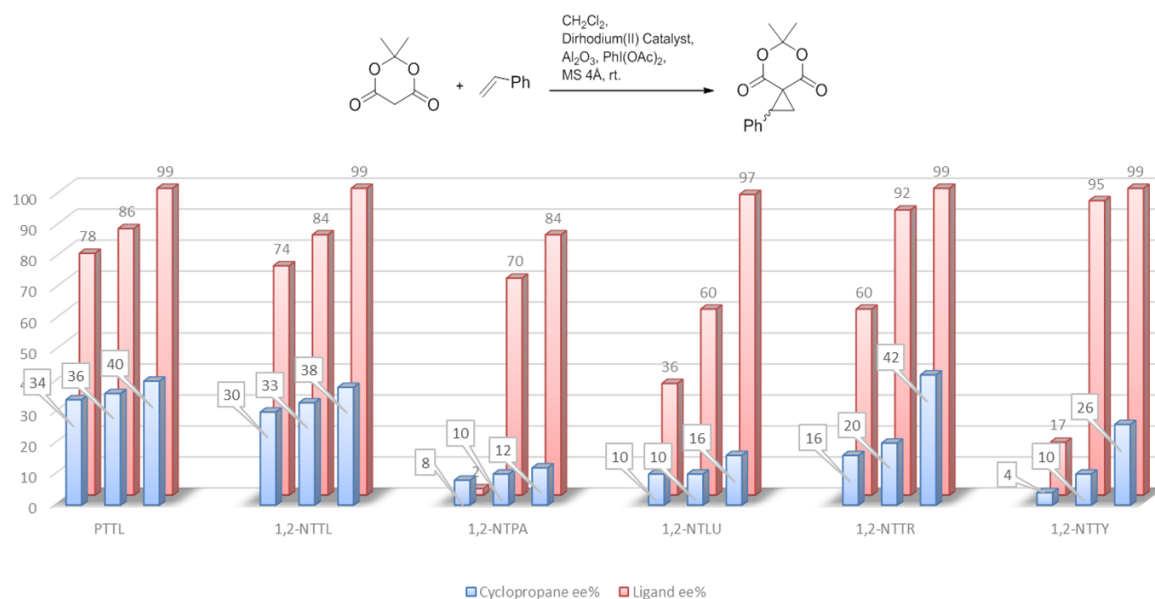 CH2Cl2,
Dirhodium(II) Catalyst,
Al2O3, PhI(OAc)2,
MS 4Å, rt.
O O
O O
+
Ph
O O
O O
Ph
100
90
80
70
60
50
40
30
20
10
0
78 86 99
34 36 40
74 84 99
30 33 38
2 70 84
8 10 12
36 60 97
10 10 16
60 92 99
16 20 42
17 95 99
4 10 26
PTTL 1,2-NTTL 1,2-NTPA 1,2-NTLU 1,2-NTTR 1,2-NTTY
Cyclopropane ee% Ligand ee%